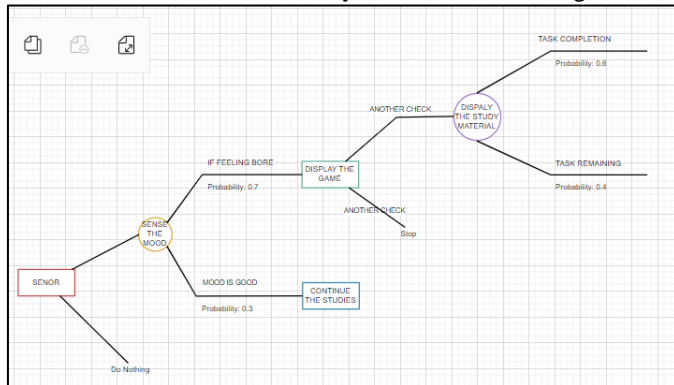 TASK COMPLETION
Probability: 0.6
ANOTHER CHECK
DISPALY
THE STUDY
MATERIAL
IF FEELING BORE
Probability: 0.7
DISPLAY THE
GAME
TASK REMAINING
Probability: 0.4
ANOTHER CHECK
Stop
SENSE
THE
MOOD
SENOR
MOOD IS GOOD
Probability: 0.3
CONTINUE
THE STUDIES
Do Nothing